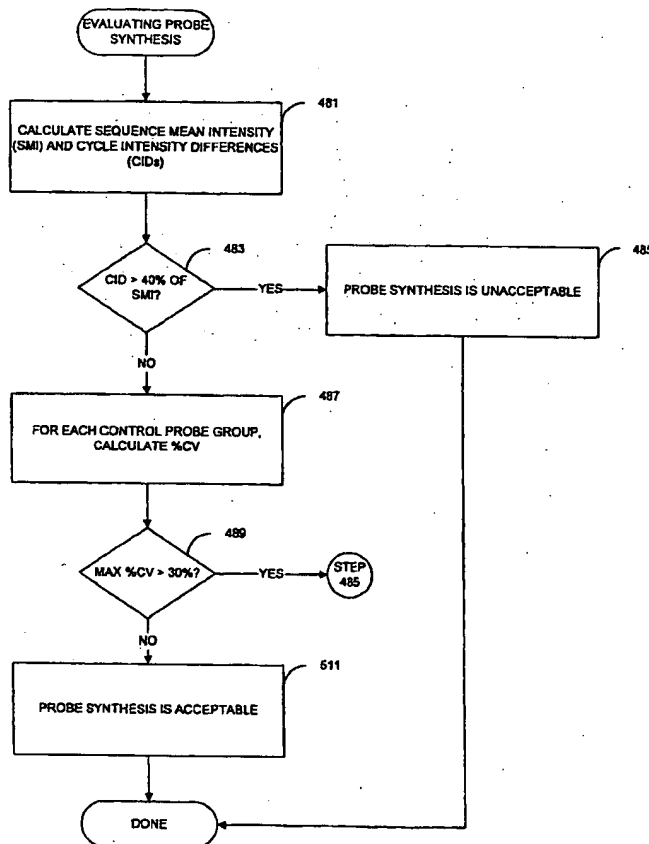 EVALUATING PROBE
SYNTHESIS
481
CALCULATE SEQUENCE MEAN INTENSITY
(SMI) AND CYCLE INTENSITY DIFFERENCES
(CIDs)
483
CID > 40% OF
SMI?
YES
485
PROBE SYNTHESIS IS UNACCEPTABLE
NO
487
FOR EACH CONTROL PROBE GROUP,
CALCULATE %CV
489
MAX %CV > 30%?
YES
STEP
485
NO
511
PROBE SYNTHESIS IS ACCEPTABLE
DONE